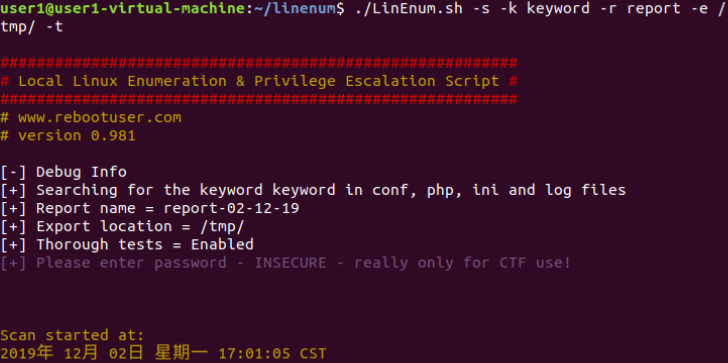 user1@user1-virtual-machine:~/linenum$ ./LinEnum.sh -s -k keyword -r report -e /
tmp/ -t
#########################################################
# Local Linux Enumeration & Privilege Escalation Script #
#########################################################
# www.rebootuser.com
# version 0.981
[-] Debug Info
[+] Searching for the keyword keyword in conf, php, ini and log files
[+] Report name = report-02-12-19
[+] Export location = /tmp/
[+] Thorough tests = Enabled
[+] Please enter password - INSECURE - really only for CTF use!
Scan started at:
2019年 12月 02日 星期一 17:01:05 CST